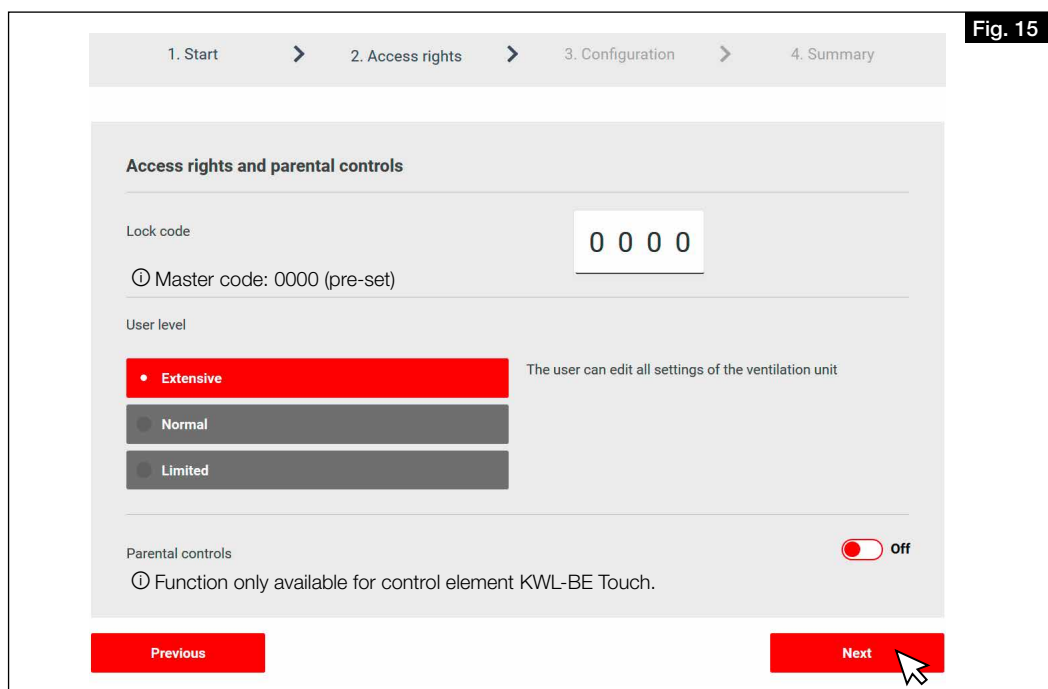 Fig. 15
1. Start
2. Access rights
3. Configuration
4. Summary
Access rights and parental controls
Lock code
0 0 0 0
ⓘ Master code: 0000 (pre-set)
User level
Extensive
The user can edit all settings of the ventilation unit
Normal
Limited
Parental controls
Off
ⓘ Function only available for control element KWL-BE Touch.
Previous
Next